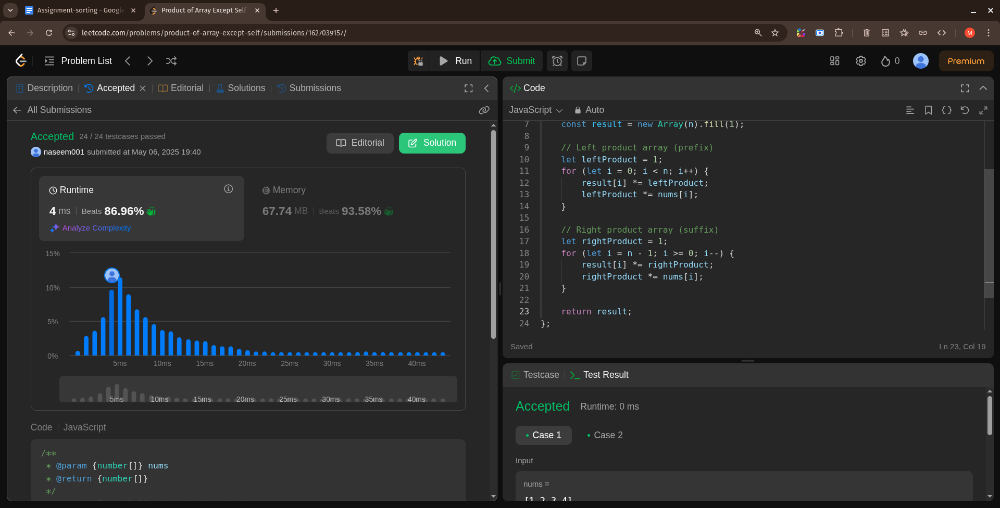 Assignment-sorting - Google
Product of Array Except Self
leetcode.com/problems/product-of-array-except-self/submissions/1627039157/
M
Problem List
Run
Submit
0
Premium
Description
Accepted
Editorial
Solutions
Submissions
All Submissions
Accepted 24 / 24 testcases passed
naseem001 submitted at May 06, 2025 19:40
Editorial
Solution
Runtime
4 ms | Beats 86.96%
Analyze Complexity
Memory
67.74 MB | Beats 93.58%
15%
10%
5%
0%
5ms 10ms 15ms 20ms 25ms 30ms 35ms 40ms
5ms 10ms 15ms 20ms 25ms 30ms 35ms 40ms
Code | JavaScript
/**
 * @param {number[]} nums
 * @return {number[]}
 */
</> Code
JavaScript
Auto
7     const result = new Array(n).fill(1);
8
9     // Left product array (prefix)
10     let leftProduct = 1;
11     for (let i = 0; i < n; i++) {
12         result[i] *= leftProduct;
13         leftProduct *= nums[i];
14     }
15
16     // Right product array (suffix)
17     let rightProduct = 1;
18     for (let i = n - 1; i >= 0; i--) {
19         result[i] *= rightProduct;
20         rightProduct *= nums[i];
21     }
22
23     return result;
24 };
Saved
Ln 23, Col 19
Testcase
Test Result
Accepted Runtime: 0 ms
Case 1
Case 2
Input
nums =
[1,2,3,4]